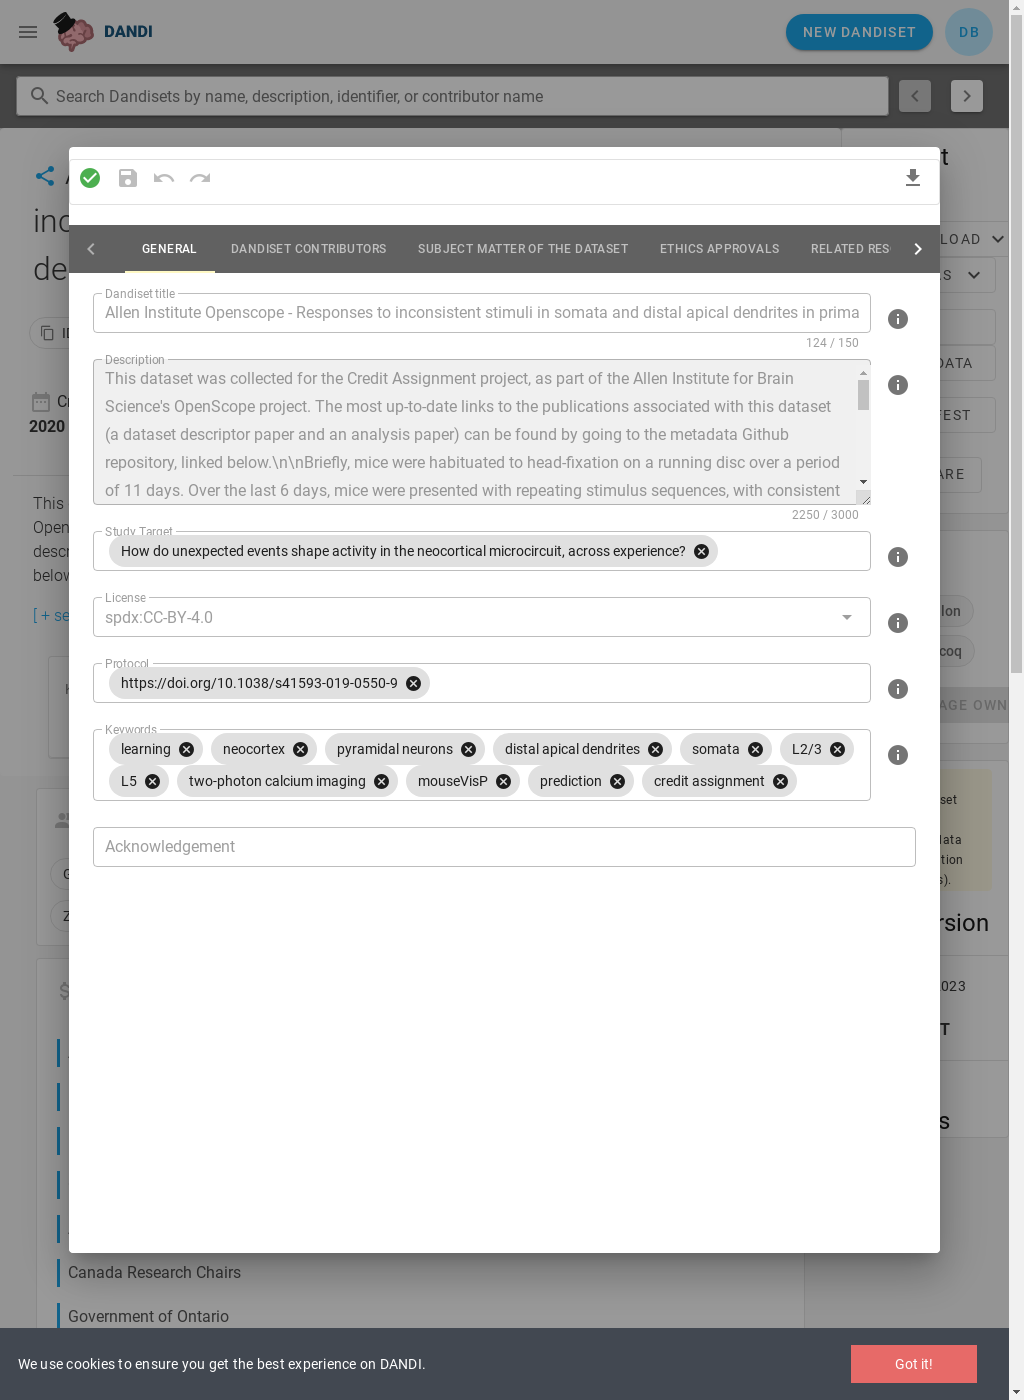 DANDI
NEW DANDISET
DB
Search Dandisets by name, description, identifier, or contributor name
GENERAL
DANDISET CONTRIBUTORS
SUBJECT MATTER OF THE DATASET
ETHICS APPROVALS
RELATED RES
Dandiset title
Allen Institute Openscope - Responses to inconsistent stimuli in somata and distal apical dendrites in prima
124 / 150
Description
This dataset was collected for the Credit Assignment project, as part of the Allen Institute for Brain
Science's OpenScope project. The most up-to-date links to the publications associated with this dataset
(a dataset descriptor paper and an analysis paper) can be found by going to the metadata Github
repository, linked below.\n\nBriefly, mice were habituated to head-fixation on a running disc over a period
of 11 days. Over the last 6 days, mice were presented with repeating stimulus sequences, with consistent
2250 / 3000
Study Target
How do unexpected events shape activity in the neocortical microcircuit, across experience?
License
spdx:CC-BY-4.0
Protocol
https://doi.org/10.1038/s41593-019-0550-9
Keywords
learning neocortex pyramidal neurons distal apical dendrites somata L2/3
L5 two-photon calcium imaging mouseVisP prediction credit assignment
Acknowledgement
inc
de
2020
This
Open
descr
below
[ + se
LOAD
S
DATA
FEST
ARE
lon
coq
AGE OWN
set
data
tion
s).
rsion
023
T
s
Canada Research Chairs
Government of Ontario
We use cookies to ensure you get the best experience on DANDI.
Got it!